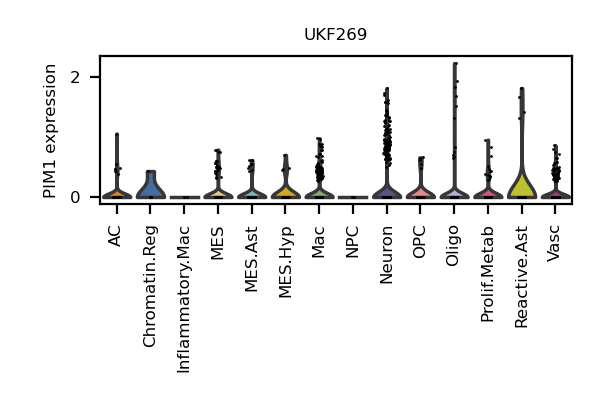 UKF269
PIM1 expression
2
0
AC
Chromatin.Reg
Inflammatory.Mac
MES
MES.Ast
MES.Hyp
Mac
NPC
Neuron
OPC
Oligo
Prolif.Metab
Reactive.Ast
Vasc